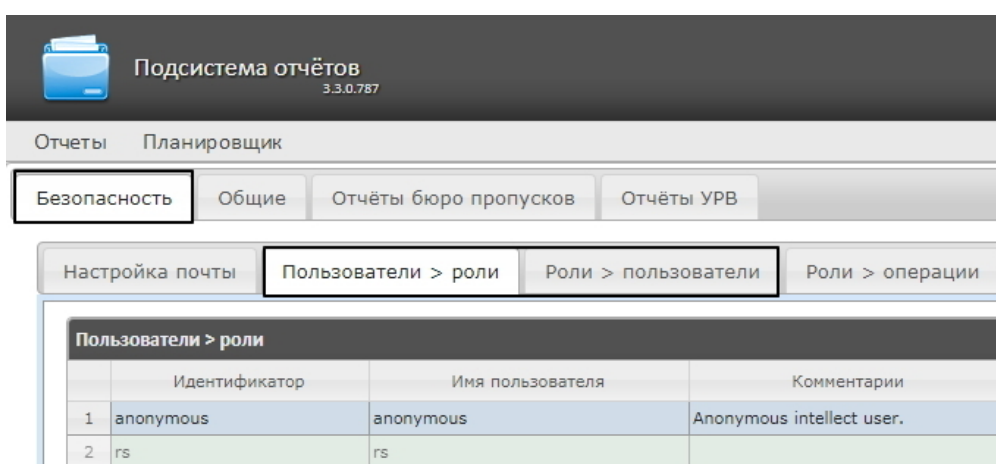 Подсистема отчётов
3.3.0.787
Отчеты Планировщик
Безопасность Общие Отчёты бюро пропусков Отчёты УРВ
Настройка почты Пользователи > роли Роли > пользователи Роли > операции
Пользователи > роли
Идентификатор Имя пользователя Комментарии
1 anonymous anonymous Anonymous intellect user.
2 rs rs